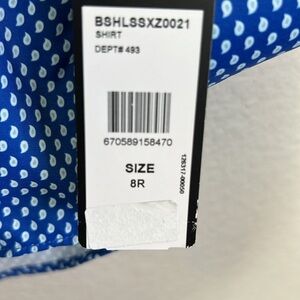 BSHLSSXZ0021
SHIRT
DEPT# 493
670589158470
SIZE
8R